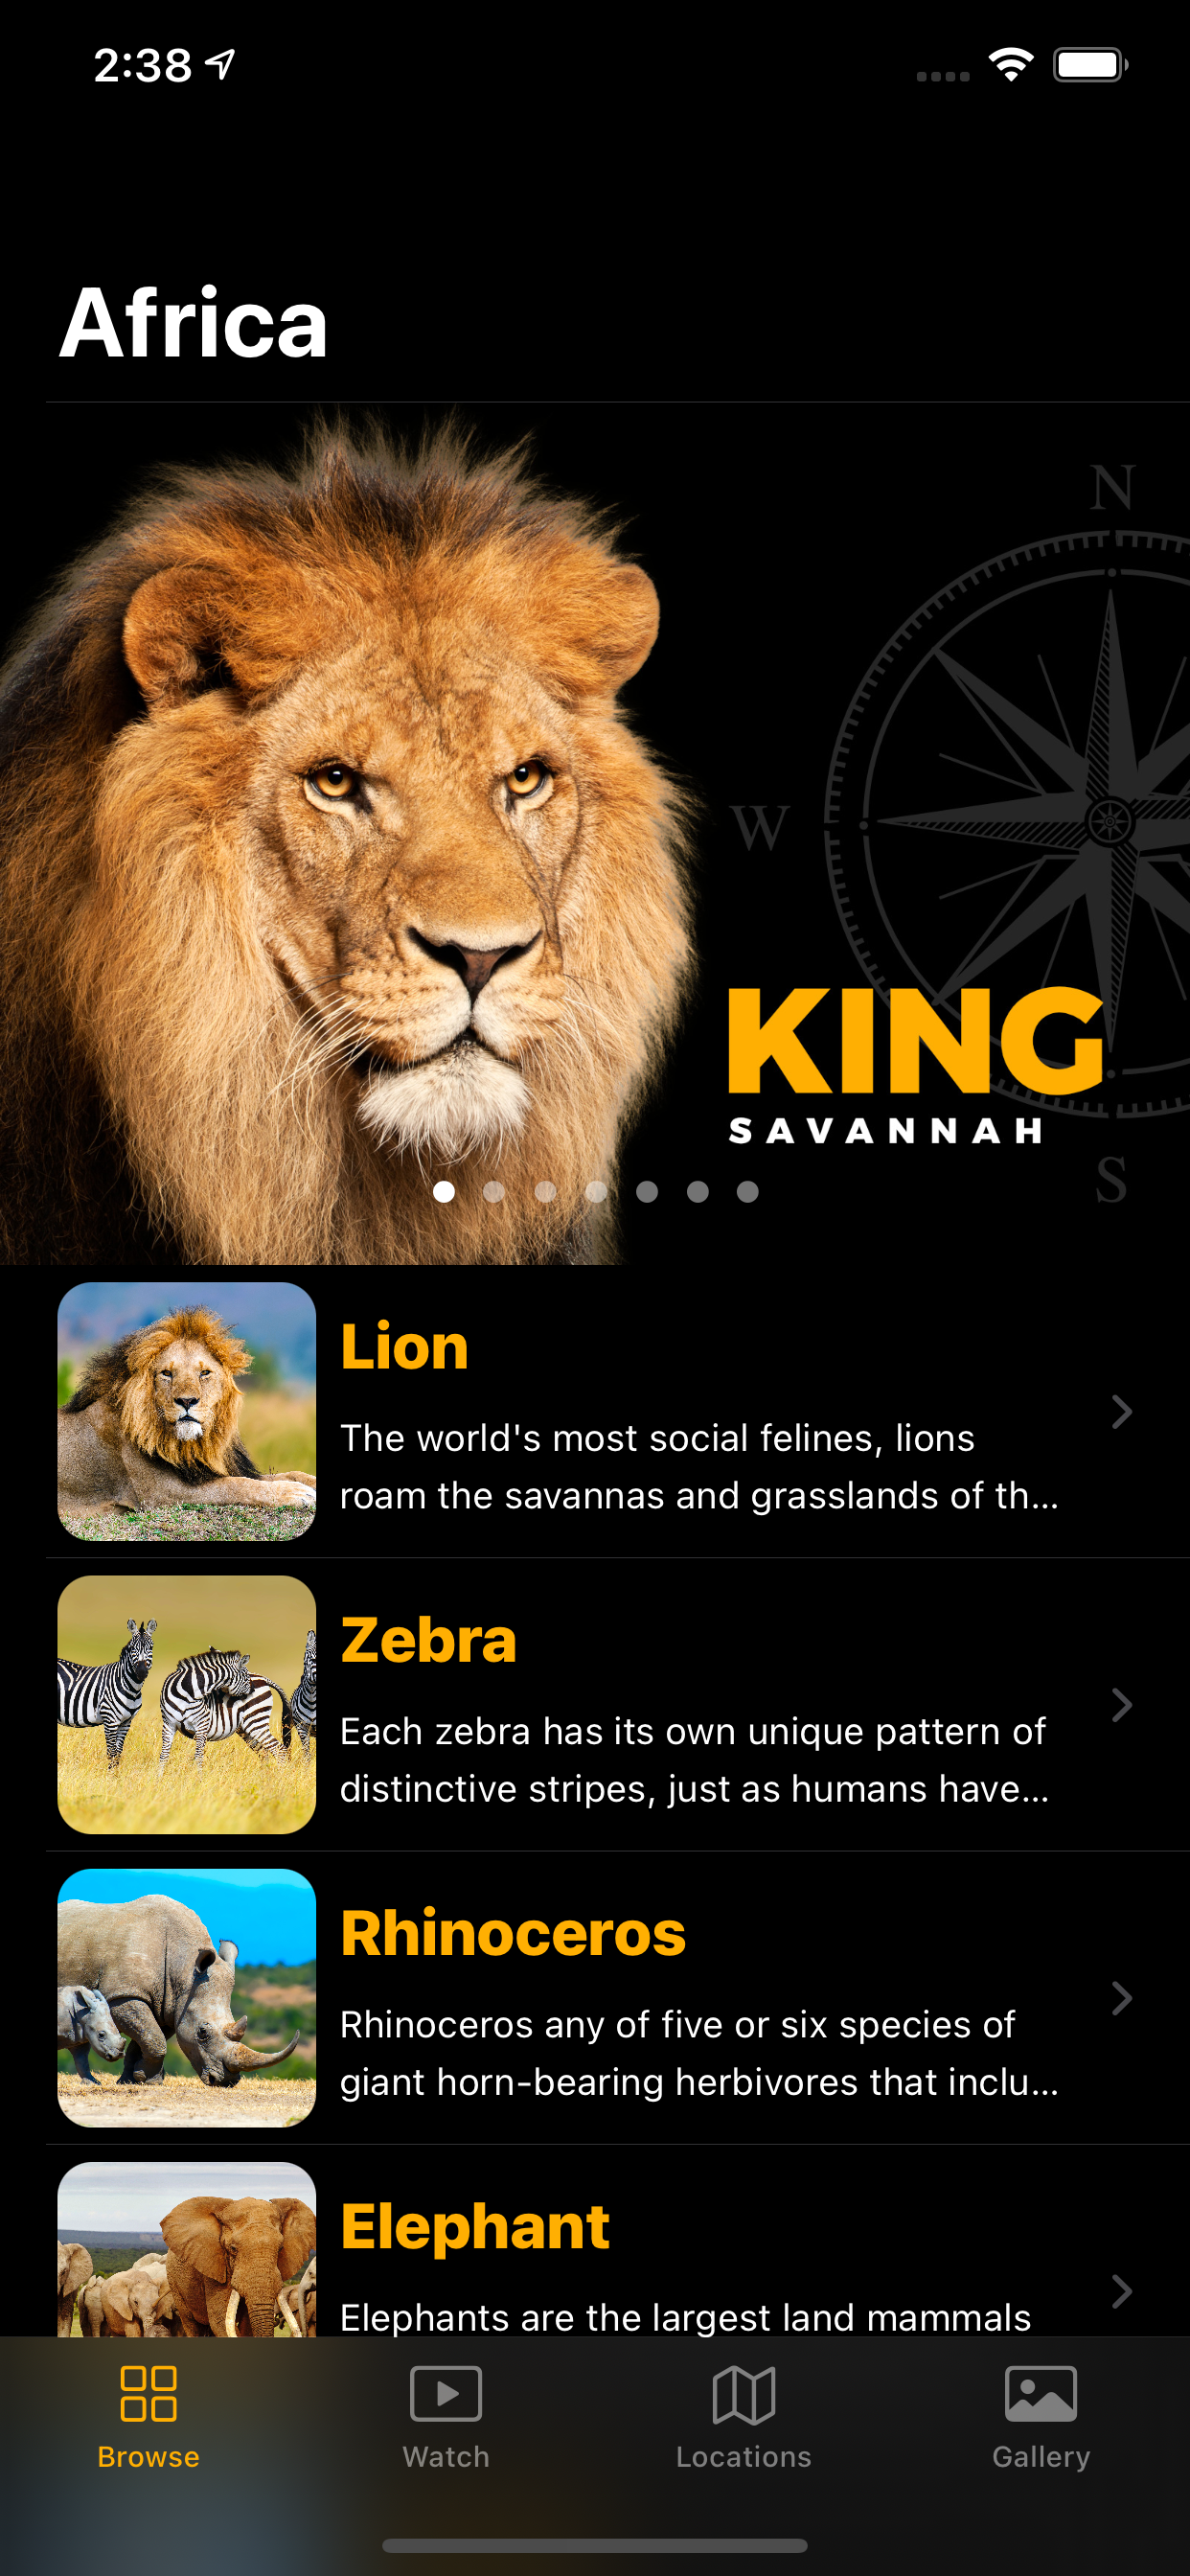 2:38
Africa
N
W
KING
SAVANNAH
S
Lion
The world's most social felines, lions
roam the savannas and grasslands of th...
Zebra
Each zebra has its own unique pattern of
distinctive stripes, just as humans have...
Rhinoceros
Rhinoceros any of five or six species of
giant horn-bearing herbivores that inclu...
Elephant
Elephants are the largest land mammals
Browse
Watch
Locations
Gallery